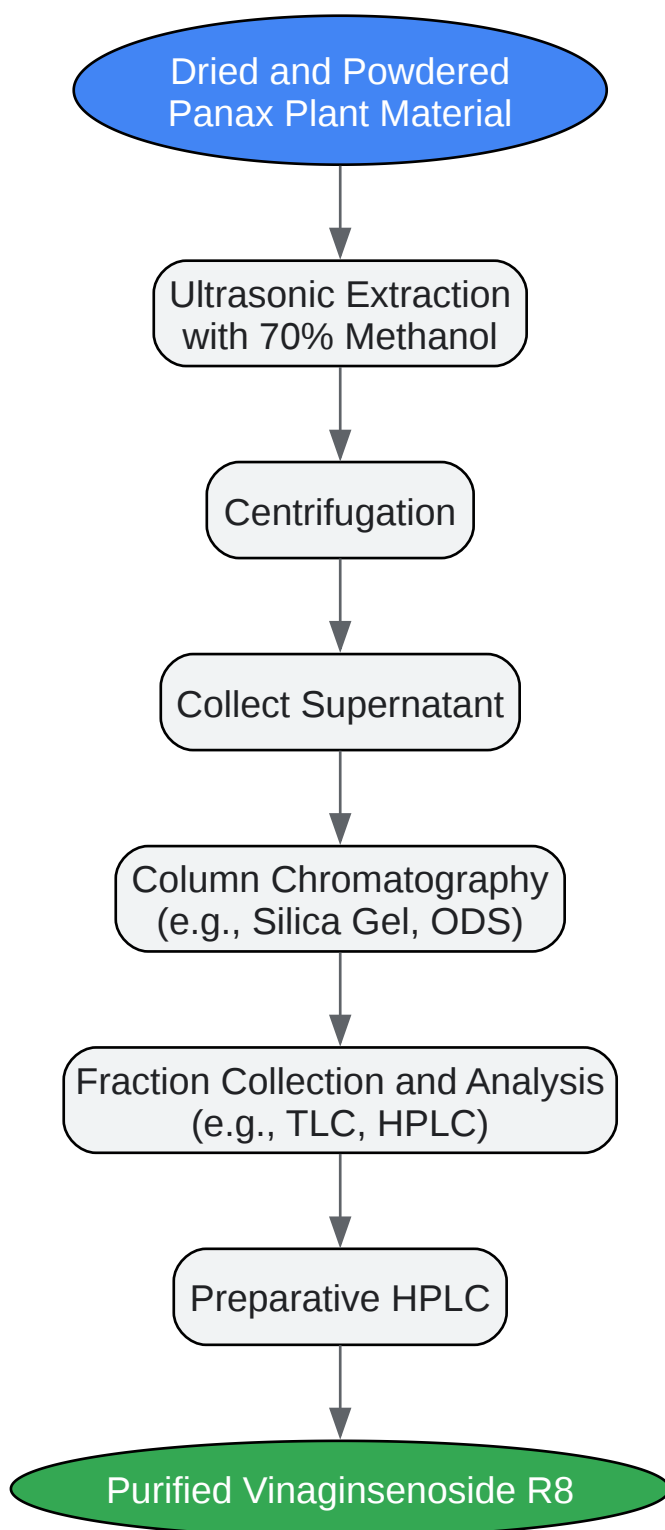 Dried and Powdered
Panax Plant Material
Ultrasonic Extraction
with 70% Methanol
Centrifugation
Collect Supernatant
Column Chromatography
(e.g., Silica Gel, ODS)
Fraction Collection and Analysis
(e.g., TLC, HPLC)
Preparative HPLC
Purified Vinaginsenoside R8